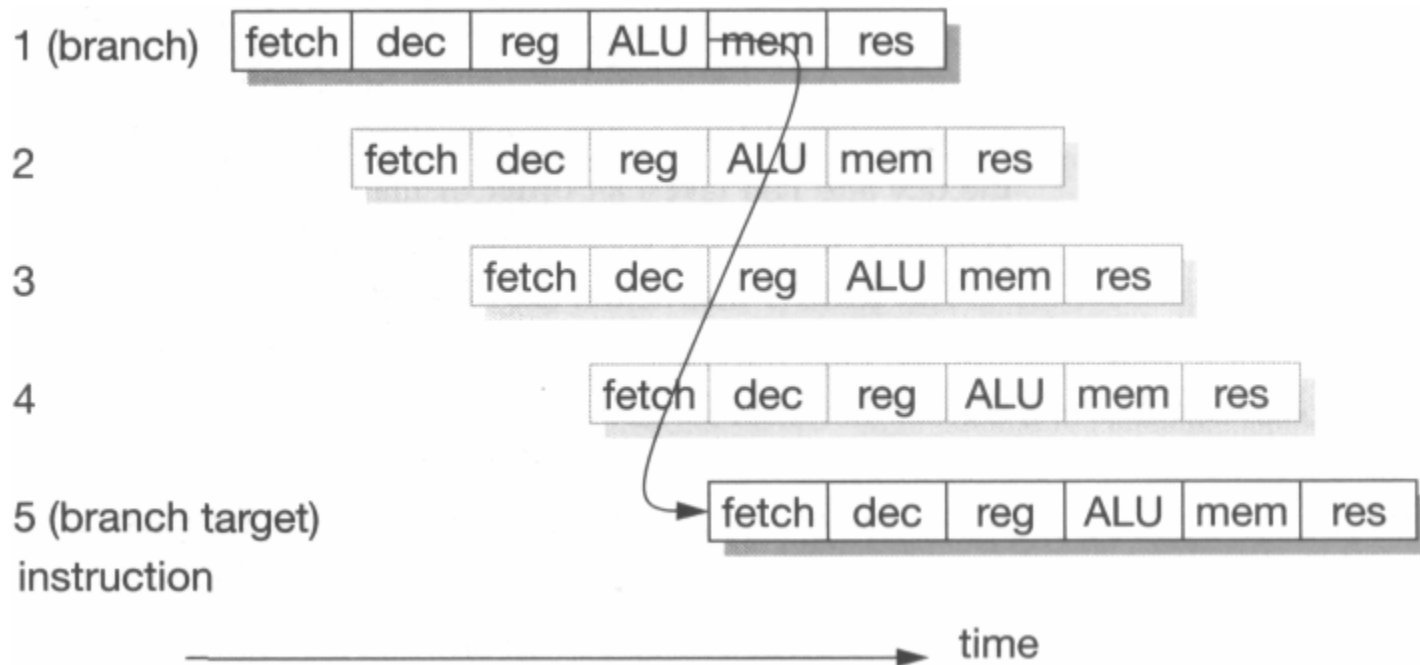 1 (branch) fetch dec reg ALU mem res
2 fetch dec reg ALU mem res
3 fetch dec reg ALU mem res
4 fetch dec reg ALU mem res
5 (branch target) fetch dec reg ALU mem res
instruction
time